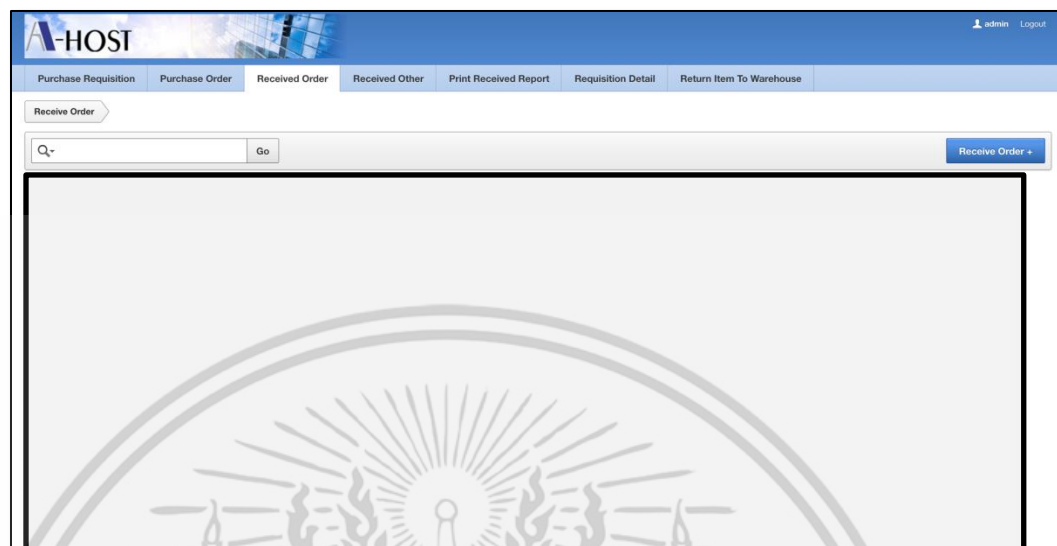 A-HOST
admin Logout
Purchase Requisition Purchase Order Received Order Received Other Print Received Report Requisition Detail Return Item To Warehouse
Receive Order
Go Receive Order +